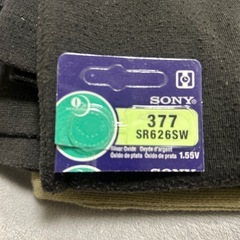 SONY
377
SR626SW
Silver Oxide Oxyde d'argent
Óxido de plata Óxido de prata 1.55V